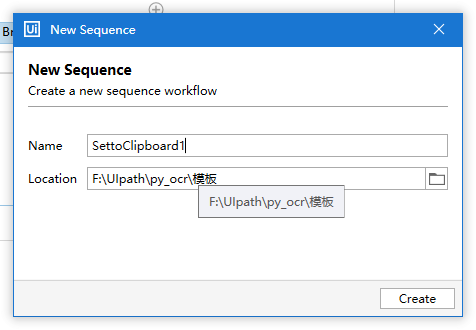 Br
Ui New Sequence
New Sequence
Create a new sequence workflow
Name SettoClipboard1
Location F:\UIpath\py_ocr\模板
F:\UIpath\py_ocr\模板
Create